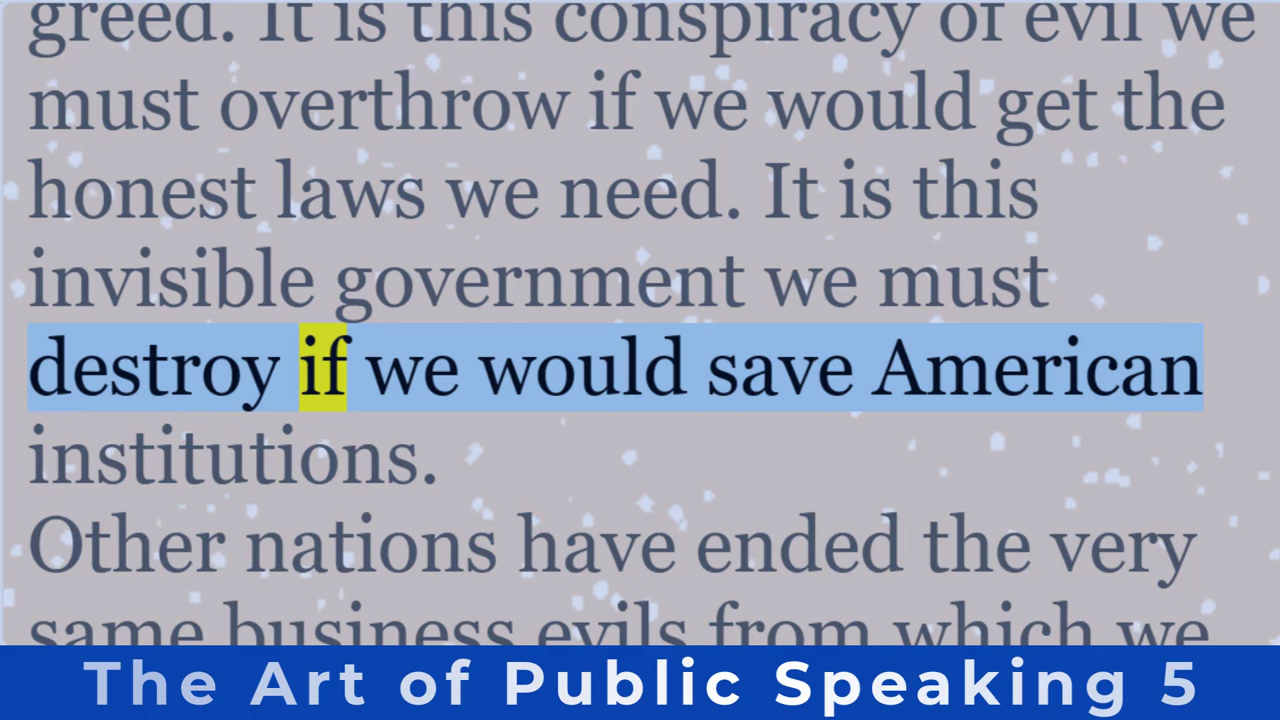 greed. It is this conspiracy of evil we
must overthrow if we would get the
honest laws we need. It is this
invisible government we must
destroy if we would save American
institutions.
Other nations have ended the very
same business evils from which we
The Art of Public Speaking 5